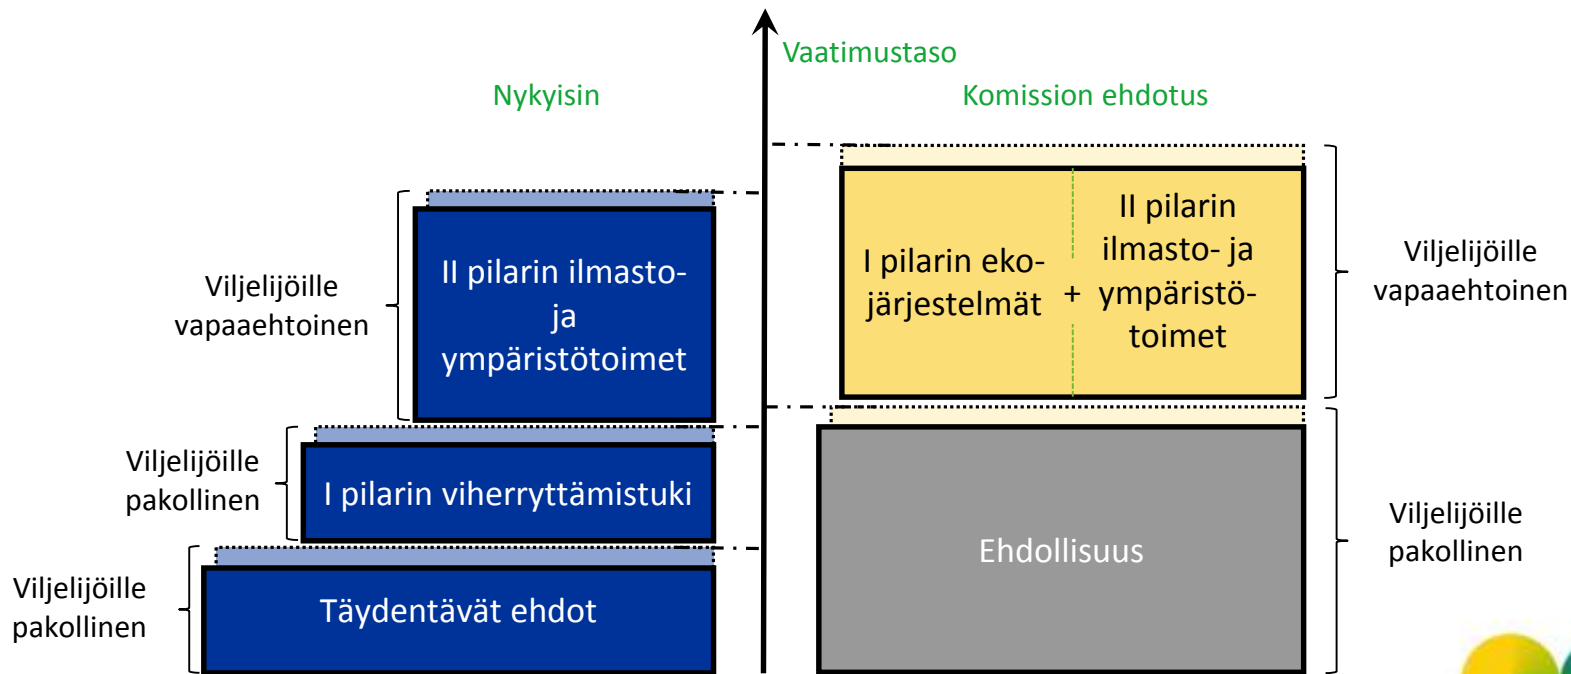 Vaatimustaso
Nykyisin
Komission ehdotus
Viljelijöille
vapaaehtoinen
II pilarin ilmasto-
ja
ympäristötoimet
I pilarin eko-
järjestelmät
+
II pilarin
ilmasto- ja
ympäristö-
toimet
Viljelijöille
vapaaehtoinen
Viljelijöille
pakollinen
I pilarin viherryttämistuki
Viljelijöille
pakollinen
Täydentävät ehdot
Ehdollisuus
Viljelijöille
pakollinen